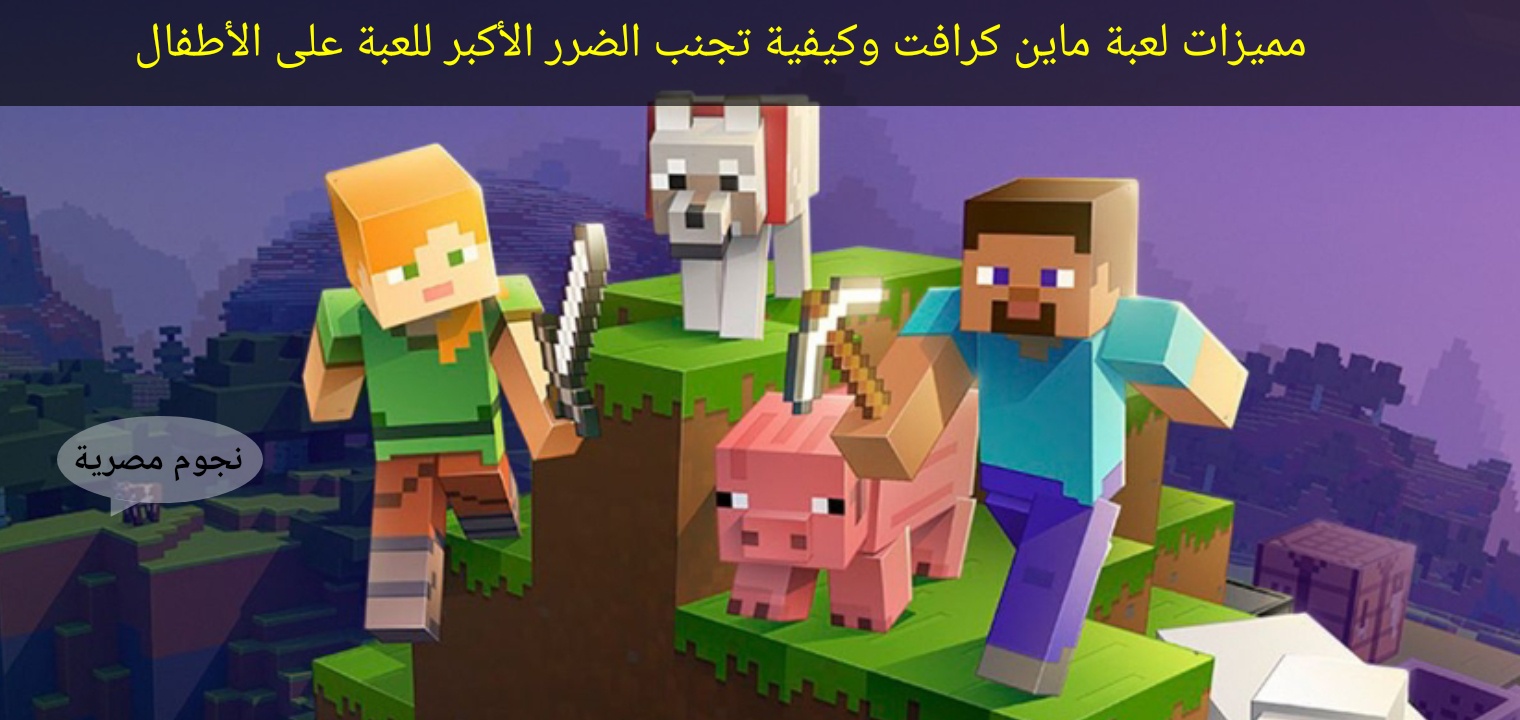 مميزات لعبة ماين كرافت وكيفية تجنب الضرر الأكبر للعبة على الأطفال
نجوم مصرية